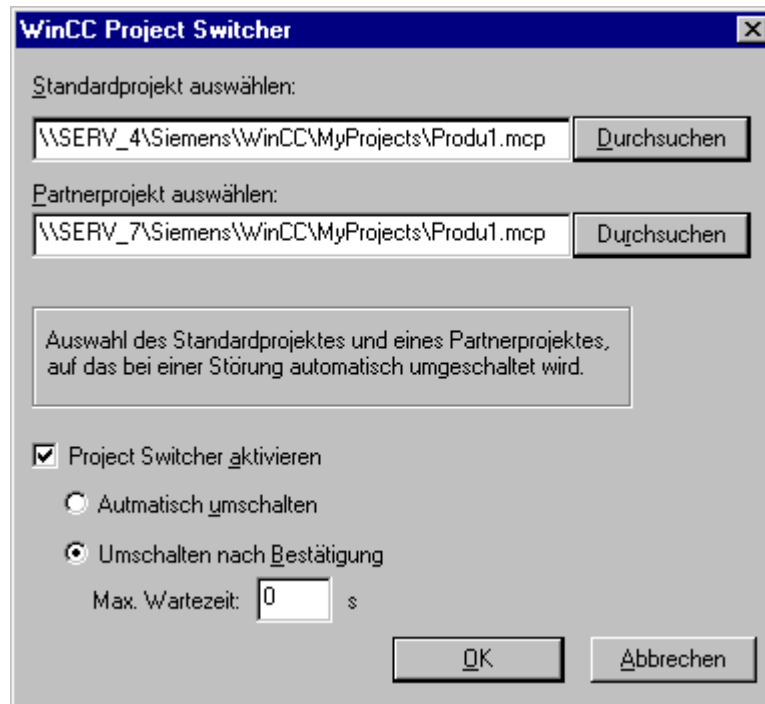 WinCC Project Switcher
Standardprojekt auswählen:
\\SERV_4\Siemens\WinCC\MyProjects\Produ1.mcp Durchsuchen
Partnerprojekt auswählen:
\\SERV_7\Siemens\WinCC\MyProjects\Produ1.mcp Durchsuchen
Auswahl des Standardprojektes und eines Partnerprojektes,
auf das bei einer Störung automatisch umgeschaltet wird.
Project Switcher aktivieren
Autmatisch umschalten
Umschalten nach Bestätigung
Max. Wartezeit: 0 s
OK Abbrechen